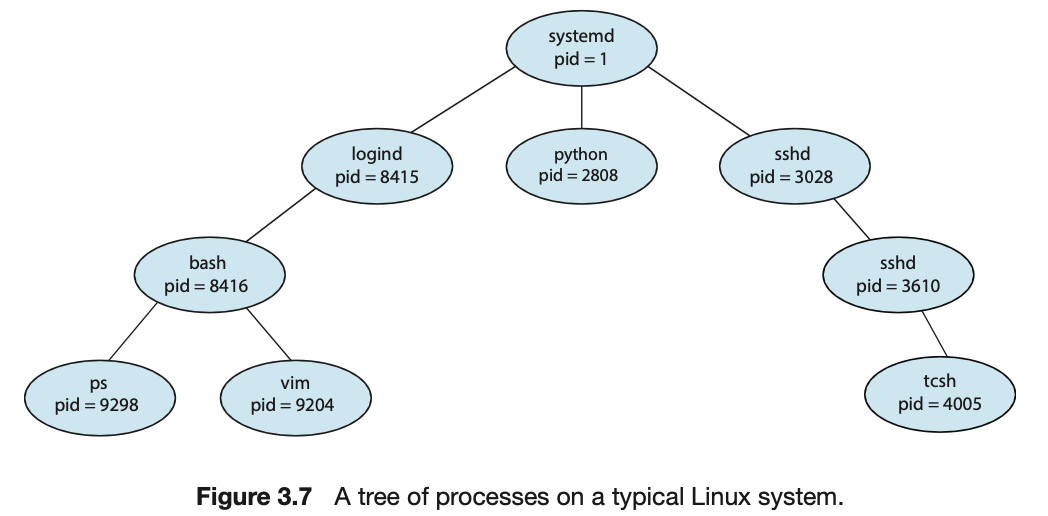 systemd
pid = 1
logind
pid = 8415
python
pid = 2808
sshd
pid = 3028
bash
pid = 8416
sshd
pid = 3610
ps
pid = 9298
vim
pid = 9204
tcsh
pid = 4005
Figure 3.7 A tree of processes on a typical Linux system.